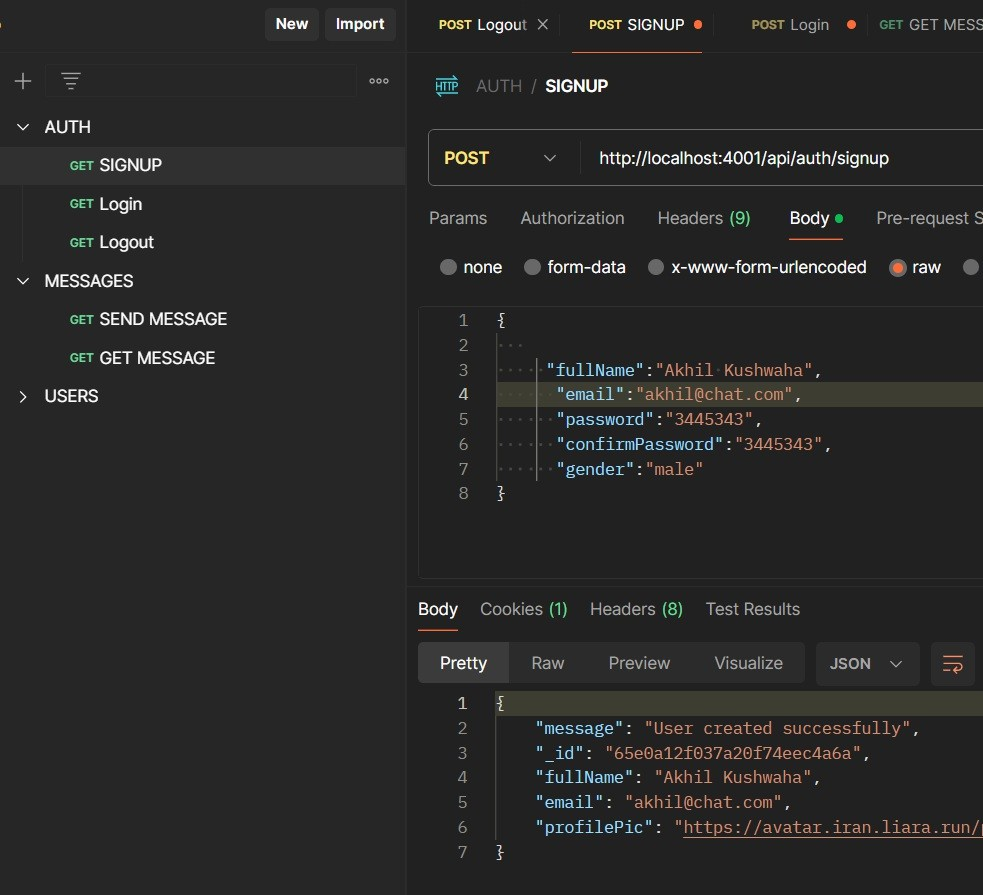 New Import
POST Logout
POST SIGNUP
POST Login
GET GET MESS
HTTP AUTH / SIGNUP
AUTH
GET SIGNUP
GET Login
GET Logout
MESSAGES
GET SEND MESSAGE
GET GET MESSAGE
USERS
POST http://localhost:4001/api/auth/signup
Params Authorization Headers (9) Body Pre-request S
none form-data x-www-form-urlencoded raw
1 {
2
3 "fullName":"Akhil Kushwaha",
4 "email":"akhil@chat.com",
5 "password":"3445343",
6 "confirmPassword":"3445343",
7 "gender":"male"
8 }
Body Cookies (1) Headers (8) Test Results
Pretty Raw Preview Visualize JSON
1 {
2 "message": "User created successfully",
3 "_id": "65e0a12f037a20f74eec4a6a",
4 "fullName": "Akhil Kushwaha",
5 "email": "akhil@chat.com",
6 "profilePic": "https://avatar.iran.liara.run/
7 }